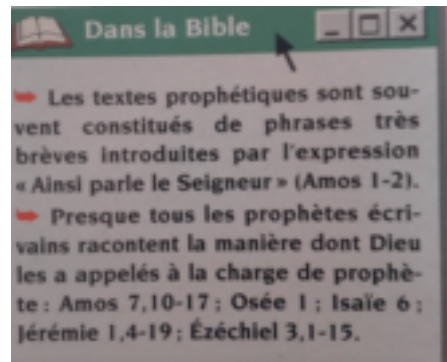 Dans la Bible
➥ Les textes prophétiques sont sou-
vent constitués de phrases très
brèves introduites par l'expression
« Ainsi parle le Seigneur » (Amos 1-2).
➥ Presque tous les prophètes écri-
vains racontent la manière dont Dieu
les a appelés à la charge de prophè-
te : Amos 7,10-17 ; Osée 1 ; Isaïe 6 ;
Jérémie 1,4-19 ; Ézéchiel 3,1-15.